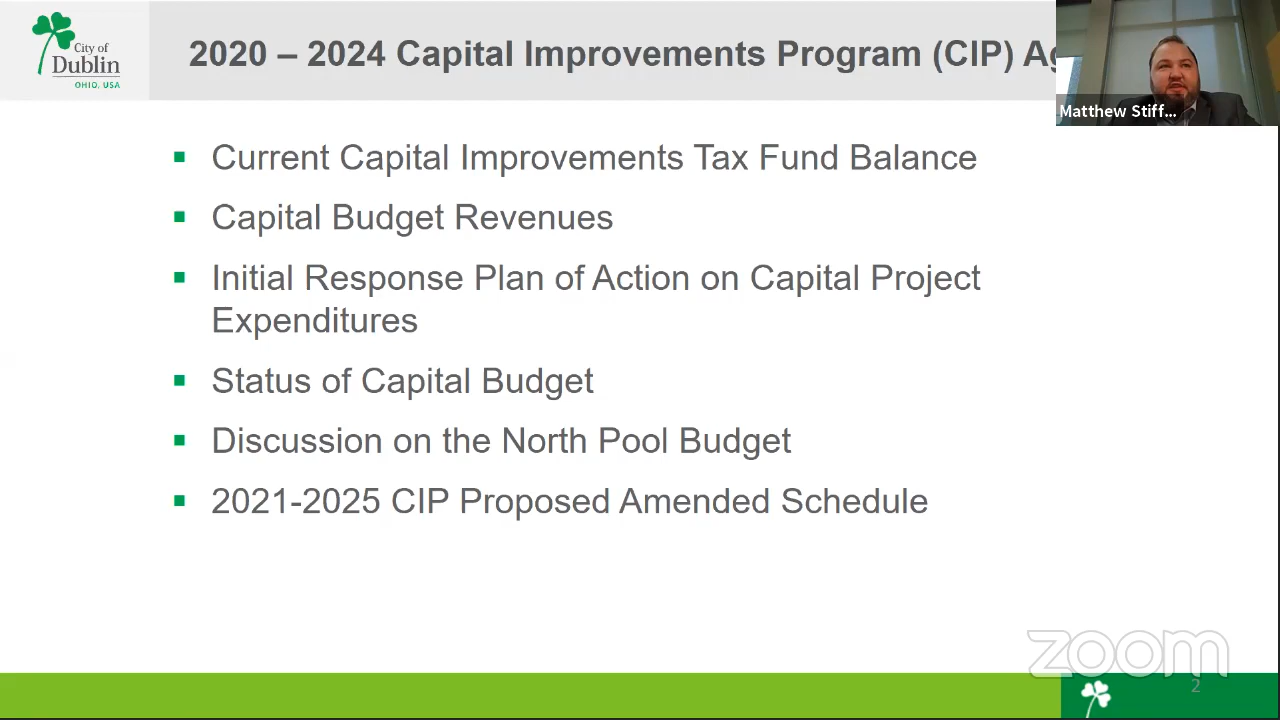 City of
Dublin
OHIO, USA
2020 – 2024 Capital Improvements Program (CIP)
Matthew Stiff...
Current Capital Improvements Tax Fund Balance
Capital Budget Revenues
Initial Response Plan of Action on Capital Project
Expenditures
Status of Capital Budget
Discussion on the North Pool Budget
2021-2025 CIP Proposed Amended Schedule
zoom
2